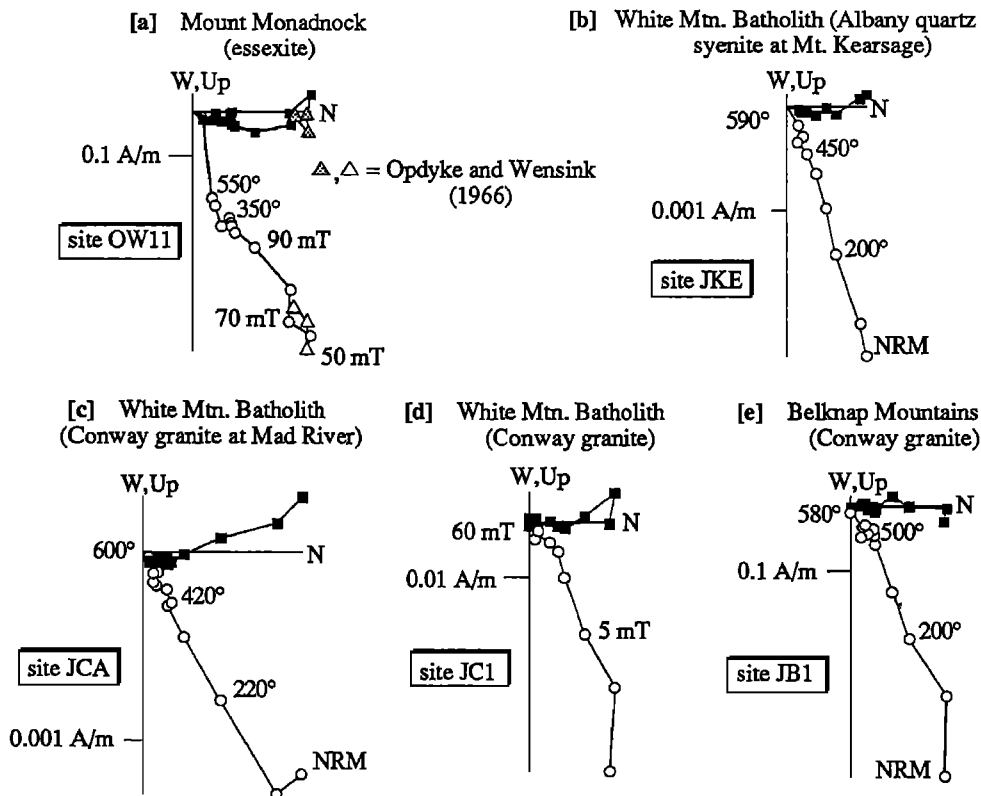 [a] Mount Monadnock
(essexite)
W,Up
N
0.1 A/m
550°
350°
90 mT
70 mT
50 mT
site OW11
, △ = Opdyke and Wensink
(1966)
[b] White Mtn. Batholith (Albany quartz
syenite at Mt. Kearsage)
W,Up
N
590°
450°
0.001 A/m
200°
site JKE
NRM
[c] White Mtn. Batholith
(Conway granite at Mad River)
W,Up
600°
N
420°
site JCA
220°
0.001 A/m
NRM
[d] White Mtn. Batholith
(Conway granite)
W,Up
60 mT
N
0.01 A/m
5 mT
site JC1
[e] Belknap Mountains
(Conway granite)
W,Up
580°
N
500°
0.1 A/m
200°
site JB1
NRM